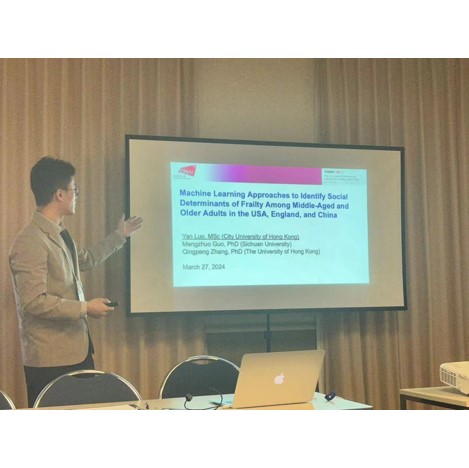 Machine Learning Approaches to Identify Social
Determinants of Frailty Among Middle-Aged and
Older Adults in the USA, England, and China
Yan Luo, MSc (City University of Hong Kong)
Mengzhuo Guo, PhD (Sichuan University)
Qingpeng Zhang, PhD (The University of Hong Kong)
March 27, 2024